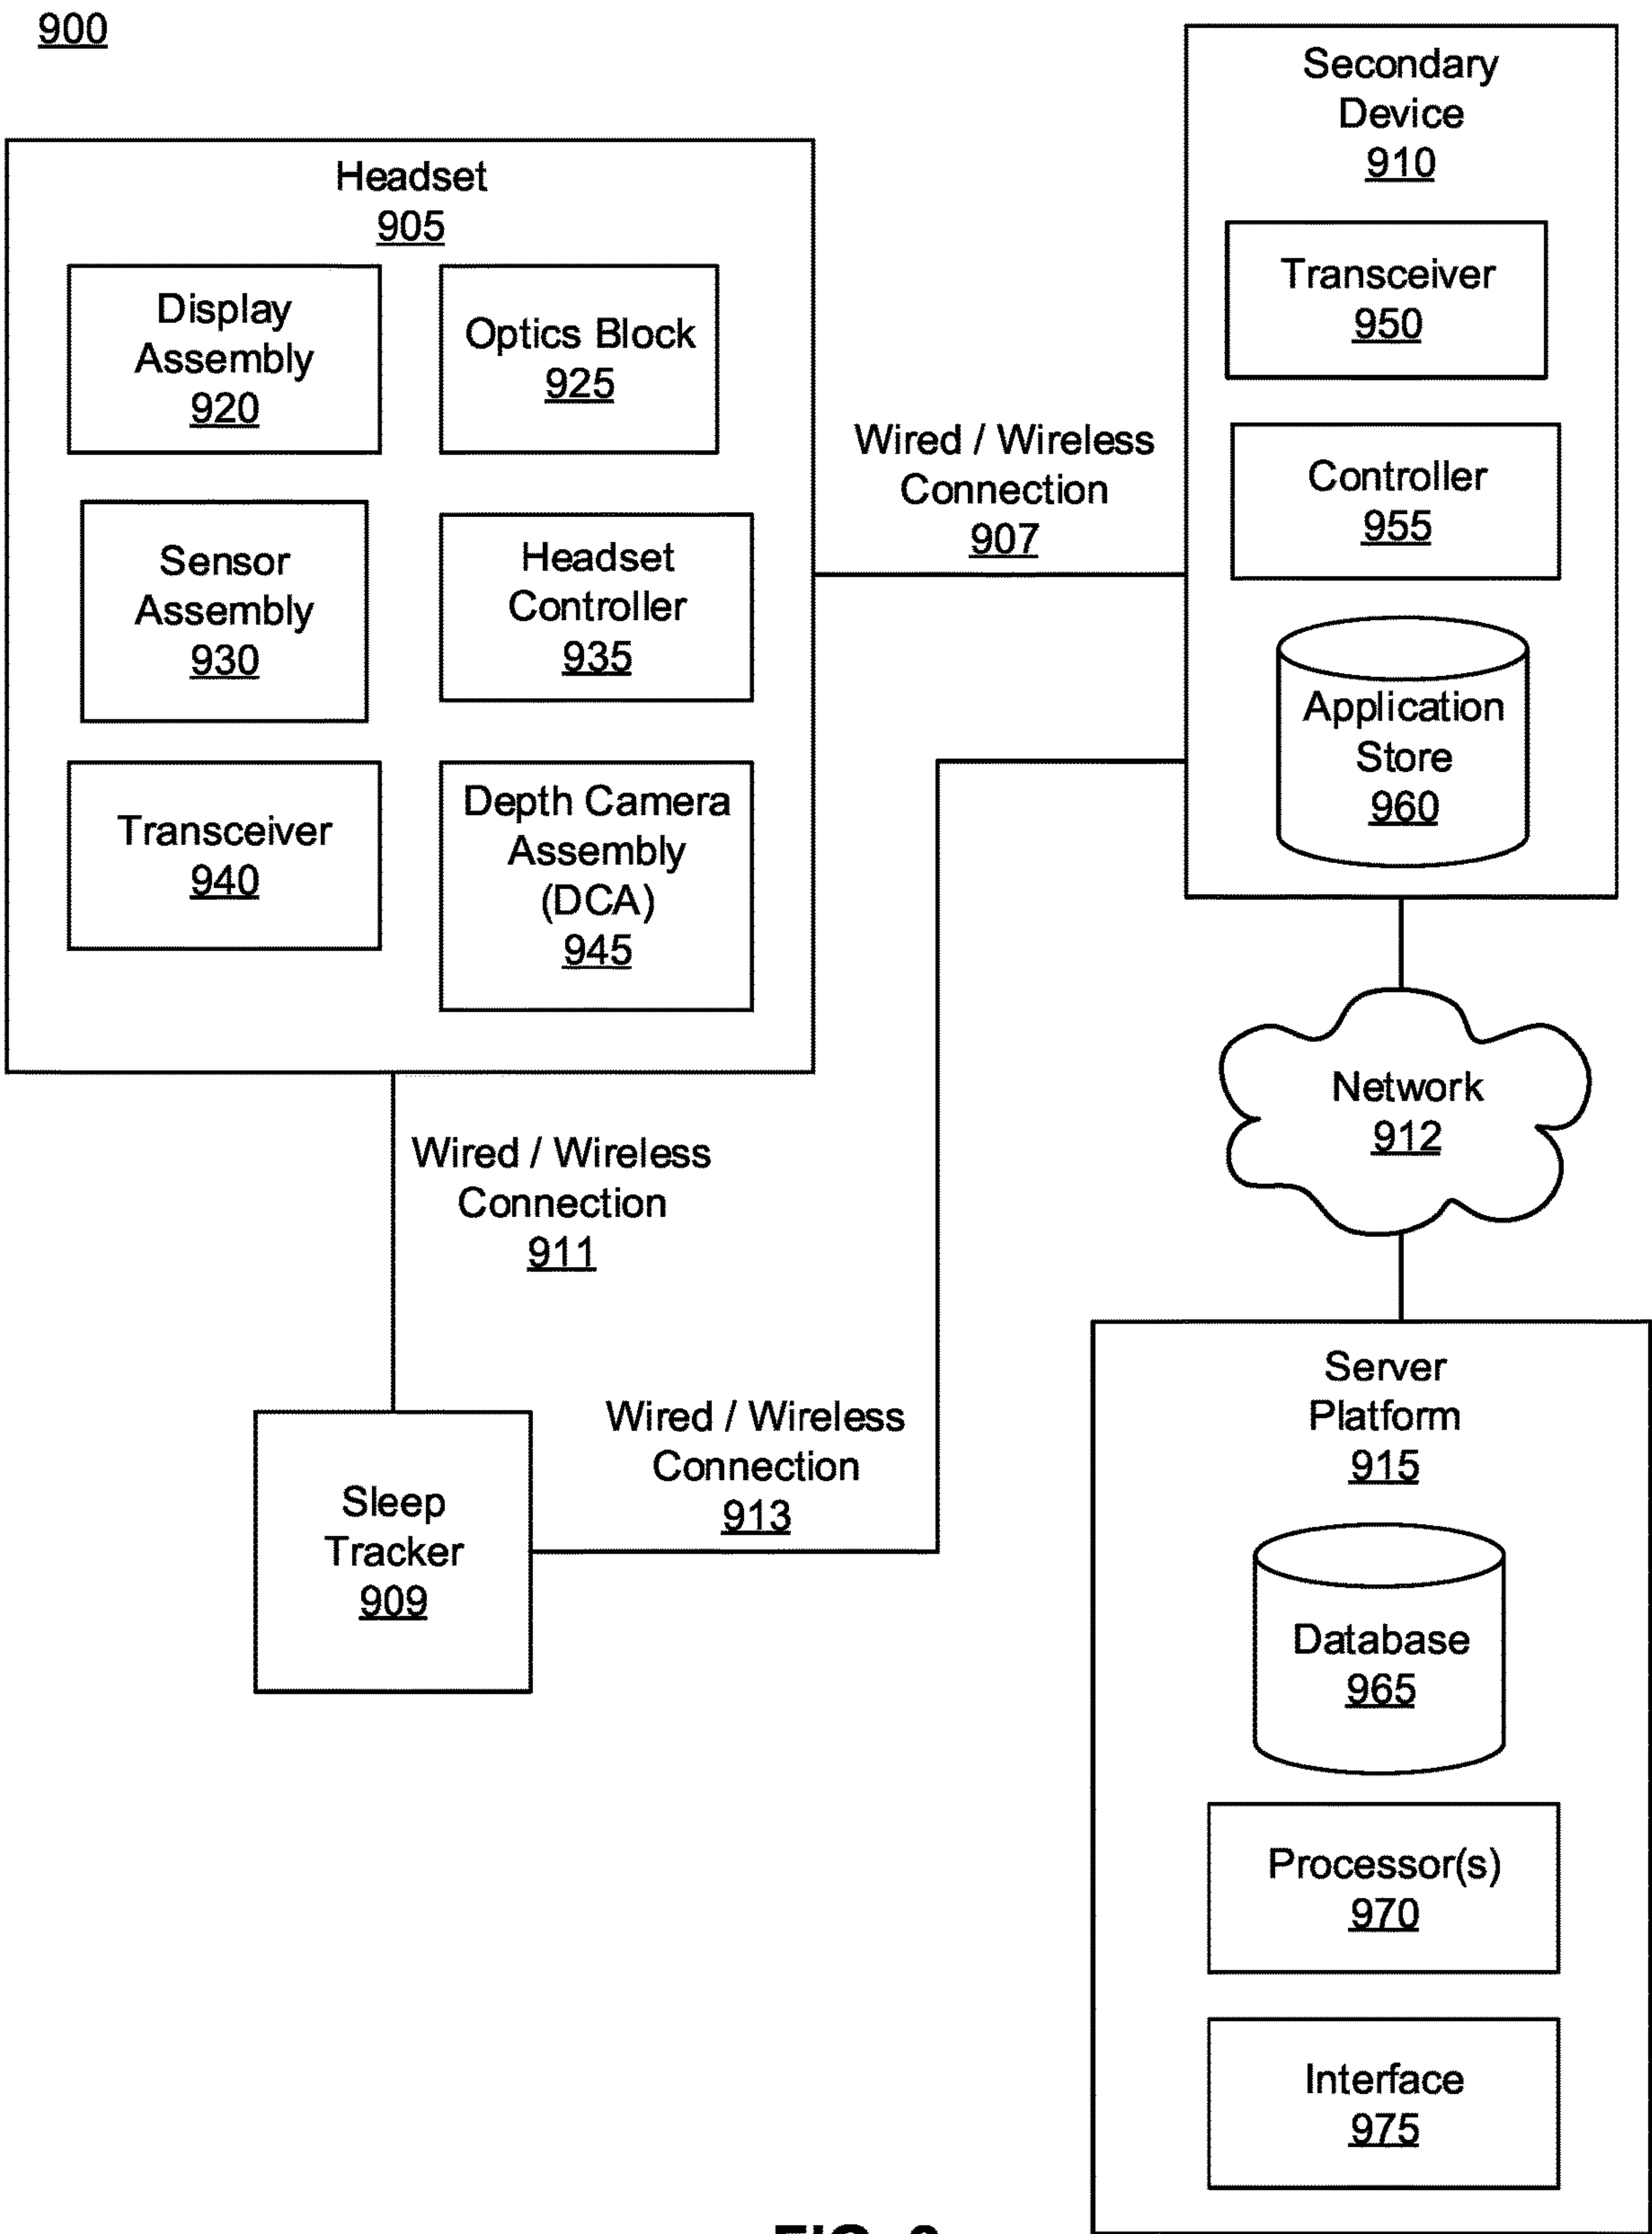 900
Headset
905
Display
Assembly
920
Optics Block
925
Sensor
Assembly
930
Headset
Controller
935
Transceiver
940
Depth Camera
Assembly
(DCA)
945
Wired / Wireless
Connection
907
Secondary
Device
910
Transceiver
950
Controller
955
Application
Store
960
Network
912
Wired / Wireless
Connection
911
Sleep
Tracker
909
Wired / Wireless
Connection
913
Server
Platform
915
Database
965
Processor(s)
970
Interface
975